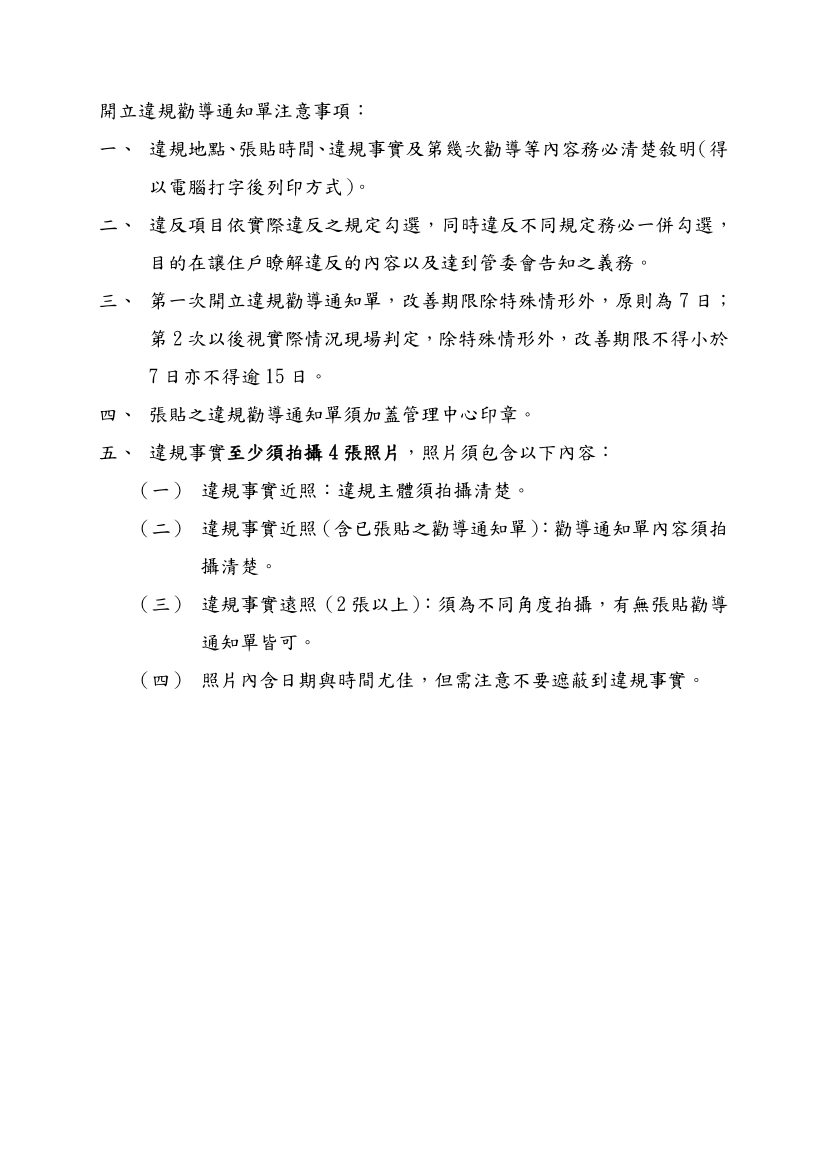 開立違規勸導通知單注意事項：
一、 違規地點、張貼時間、違規事實及第幾次勸導等內容務必清楚敘明(得
以電腦打字後列印方式)。
二、 違反項目依實際違反之規定勾選，同時違反不同規定務必一併勾選，
目的在讓住戶瞭解違反的內容以及達到管委會告知之義務。
三、 第一次開立違規勸導通知單，改善期限除特殊情形外，原則為 7 日；
第 2 次以後視實際情況現場判定，除特殊情形外，改善期限不得小於
7 日亦不得逾 15 日。
四、 張貼之違規勸導通知單須加蓋管理中心印章。
五、 違規事實至少須拍攝 4 張照片，照片須包含以下內容：
(一) 違規事實近照：違規主體須拍攝清楚。
(二) 違規事實近照(含已張貼之勸導通知單)：勸導通知單內容須拍
攝清楚。
(三) 違規事實遠照(2 張以上)：須為不同角度拍攝，有無張貼勸導
通知單皆可。
(四) 照片內含日期與時間尤佳，但需注意不要遮蔽到違規事實。